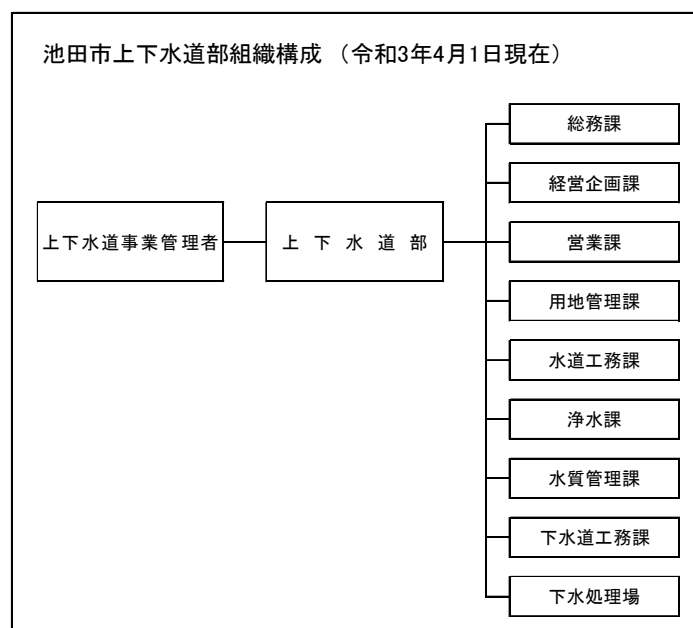 池田市上下水道部組織構成 （令和3年4月1日現在）
総務課
経営企画課
上下水道事業管理者
上下水道部
営業課
用地管理課
水道工務課
浄水課
水質管理課
下水道工務課
下水処理場